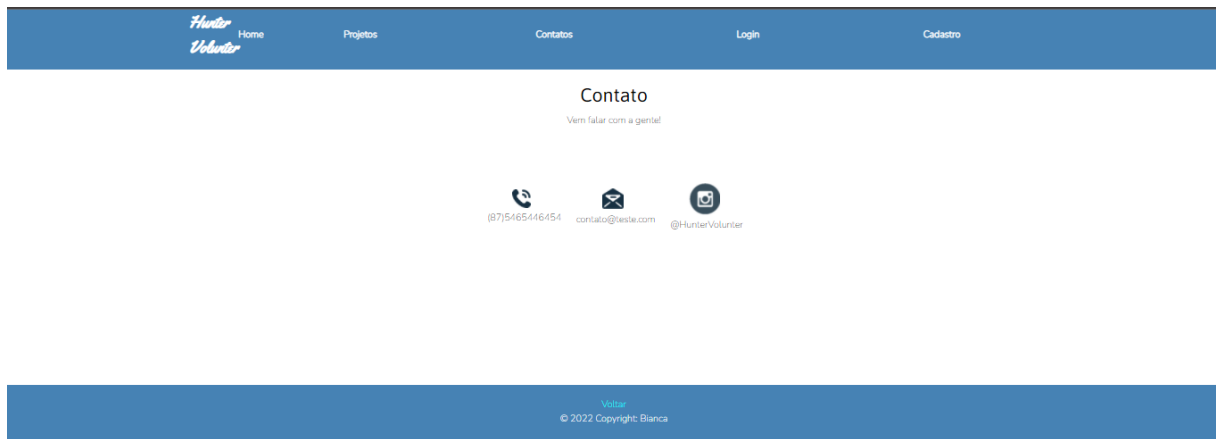 Hunter
Volunter
Home Projetos Contatos Login Cadastro
Contato
Vem falar com a gente!
(87)5465446454 contato@teste.com @HunterVolunter
Voltar
© 2022 Copyright: Bianca